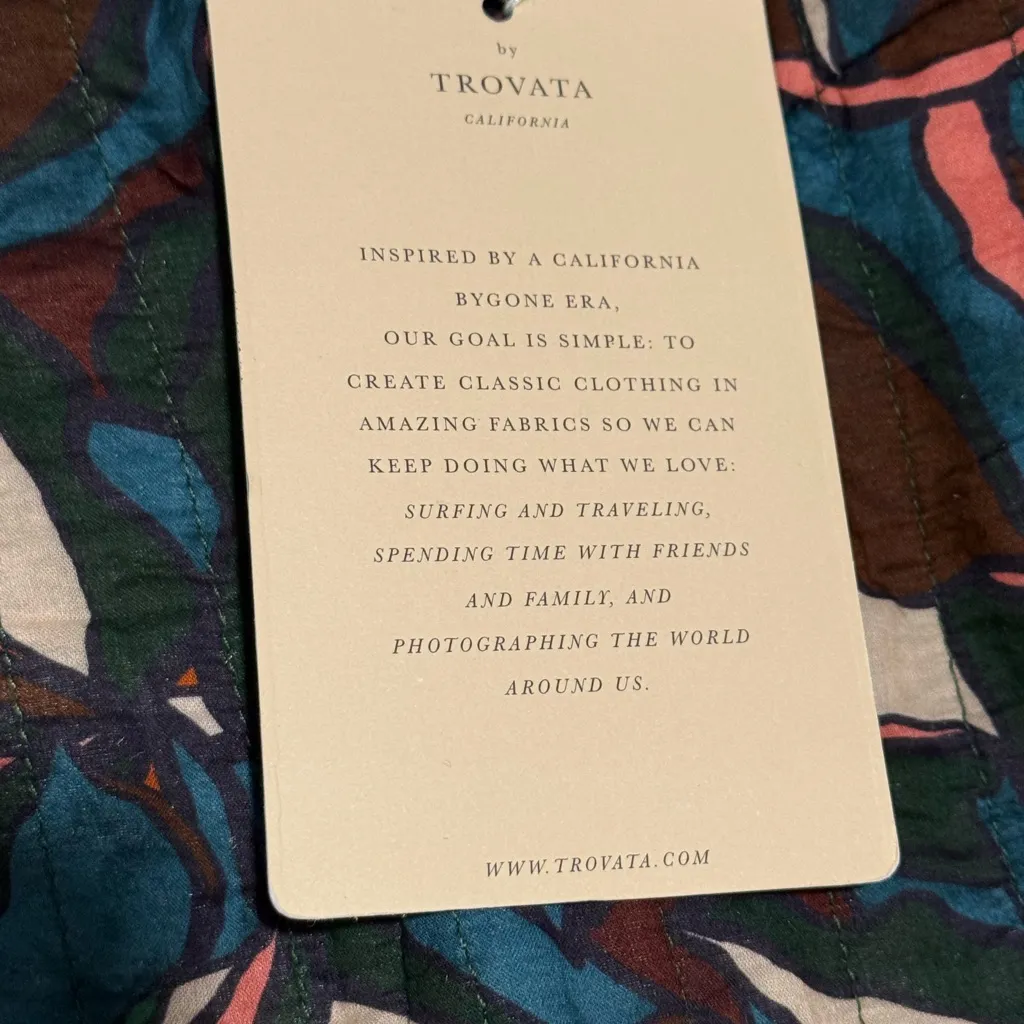 by
TROVATA
CALIFORNIA
INSPIRED BY A CALIFORNIA
BYGONE ERA,
OUR GOAL IS SIMPLE: TO
CREATE CLASSIC CLOTHING IN
AMAZING FABRICS SO WE CAN
KEEP DOING WHAT WE LOVE:
SURFING AND TRAVELING,
SPENDING TIME WITH FRIENDS
AND FAMILY, AND
PHOTOGRAPHING THE WORLD
AROUND US.
WWW.TROVATA.COM